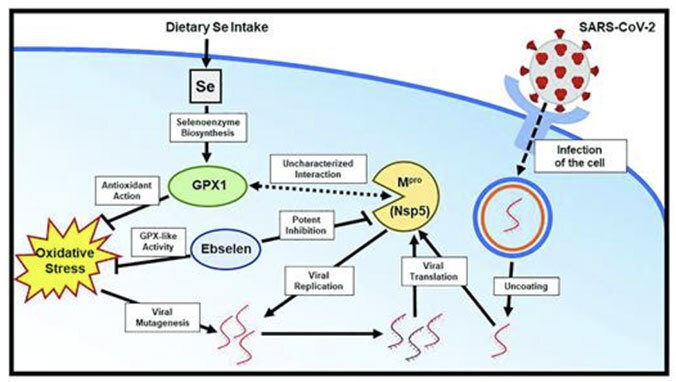 Dietary Se Intake
SARS-CoV-2
Se
Selenoenzyme
Biosynthesis
Infection
of the cell
Uncharacterized
Interaction
GPX1
Mpro
(Nsp5)
Antioxidant
Action
Potent
Inhibition
GPX-like
Activity
Ebselen
Oxidative
Stress
Viral
Replication
Viral
Translation
Uncoating
Viral
Mutagenesis